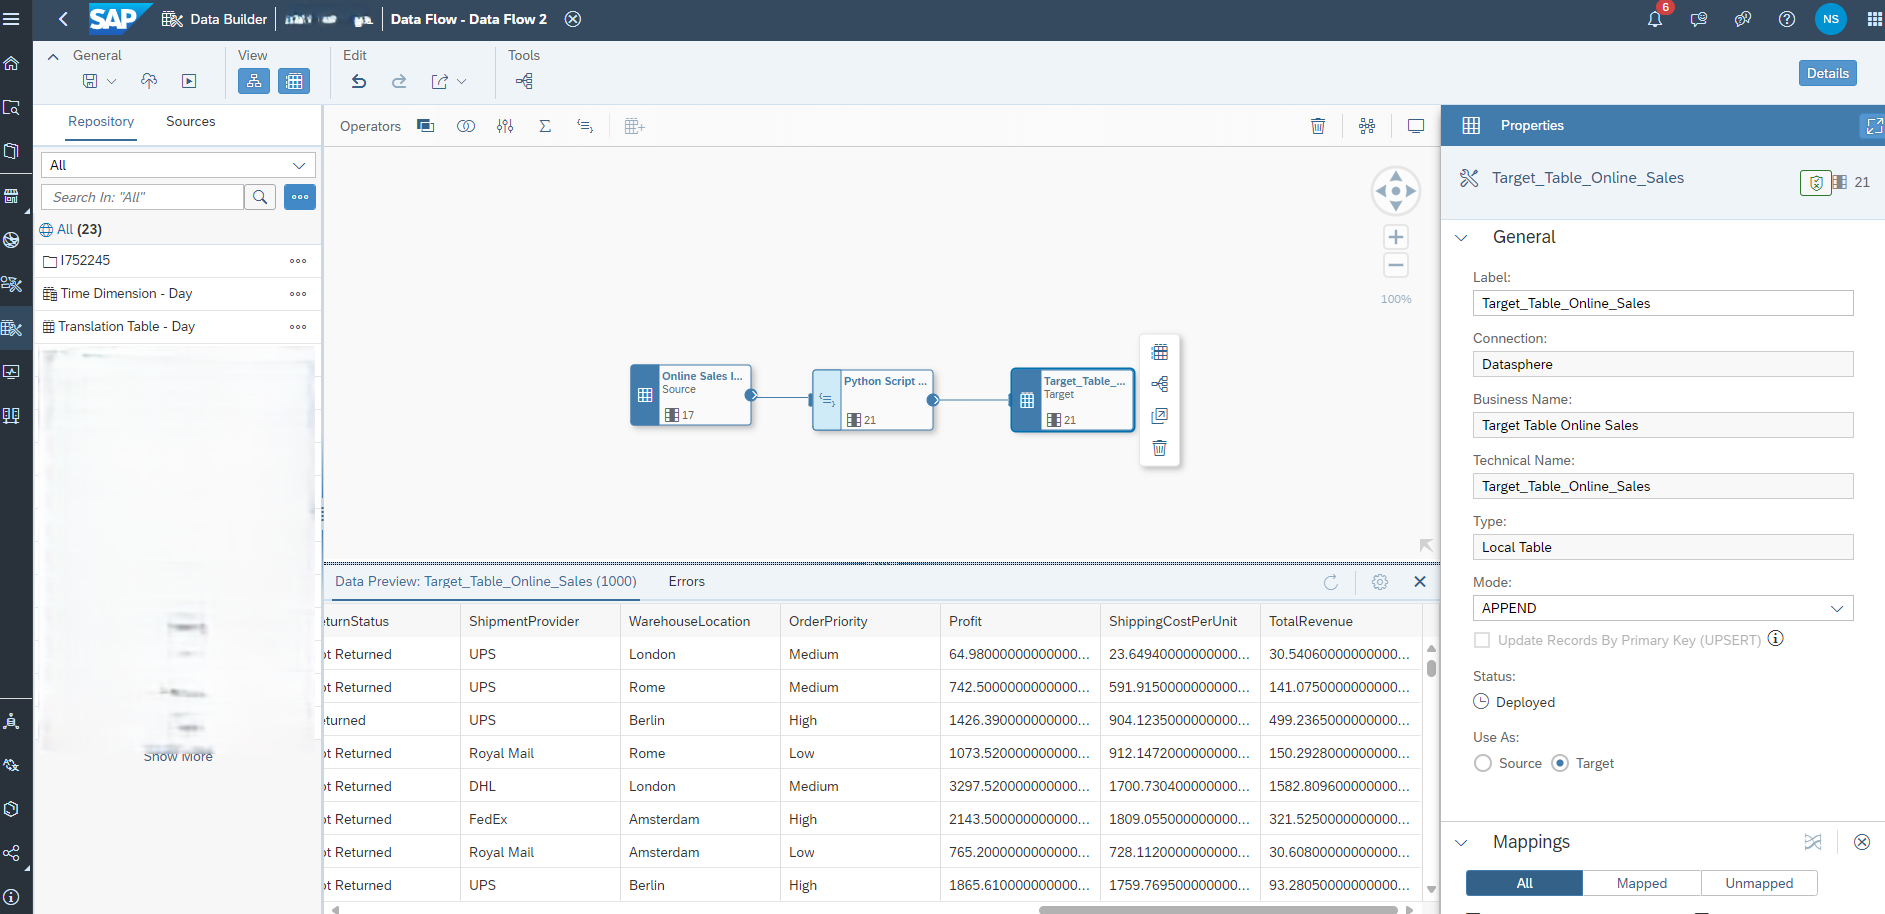 SAP Data Builder Data Flow - Data Flow 2 6 NS
General View Edit Tools
Details
Repository Sources
Operators
Properties
All
Search In: "All"
All (23)
I752245
Time Dimension - Day
Translation Table - Day
Show More
100%
Online Sales I...
Source
17
Python Script ...
21
Target_Table_...
Target
21
Data Preview: Target_Table_Online_Sales (1000) Errors
eturnStatus ShipmentProvider WarehouseLocation OrderPriority Profit ShippingCostPerUnit TotalRevenue
ot Returned UPS London Medium 64.98000000000000... 23.64940000000000... 30.54060000000000...
ot Returned UPS Rome Medium 742.5000000000000... 591.9150000000000... 141.0750000000000...
eturned UPS Berlin High 1426.390000000000... 904.1235000000000... 499.2365000000000...
ot Returned Royal Mail Rome Low 1073.520000000000... 912.1472000000000... 150.2928000000000...
ot Returned DHL London Medium 3297.520000000000... 1700.730400000000... 1582.809600000000...
ot Returned FedEx Amsterdam High 2143.500000000000... 1809.055000000000... 321.5250000000000...
ot Returned Royal Mail Amsterdam Low 765.2000000000000... 728.1120000000000... 30.60800000000000...
ot Returned UPS Berlin High 1865.610000000000... 1759.769500000000... 93.28050000000000...
Target_Table_Online_Sales 21
General
Label:
Target_Table_Online_Sales
Connection:
Datasphere
Business Name:
Target Table Online Sales
Technical Name:
Target_Table_Online_Sales
Type:
Local Table
Mode:
APPEND
Update Records By Primary Key (UPSERT)
Status:
Deployed
Use As:
Source Target
Mappings
All Mapped Unmapped